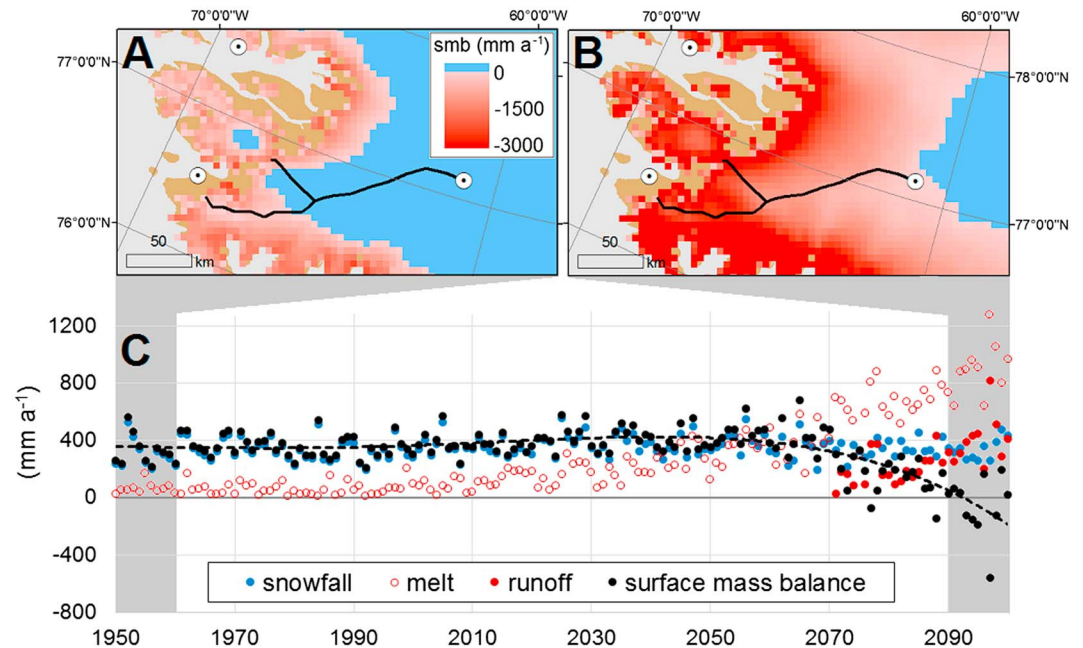 70°0'0"W 60°0'0"W 70°0'0"W 60°0'0"W
A smb (mm a-1) B
77°0'0"N 0 78°0'0"N
-1500
-3000
76°0'0"N 77°0'0"N
50 50
km km
C
1200
800
400
0
-400
-800
(mm a-1)
snowfall melt runoff surface mass balance
1950 1970 1990 2010 2030 2050 2070 2090